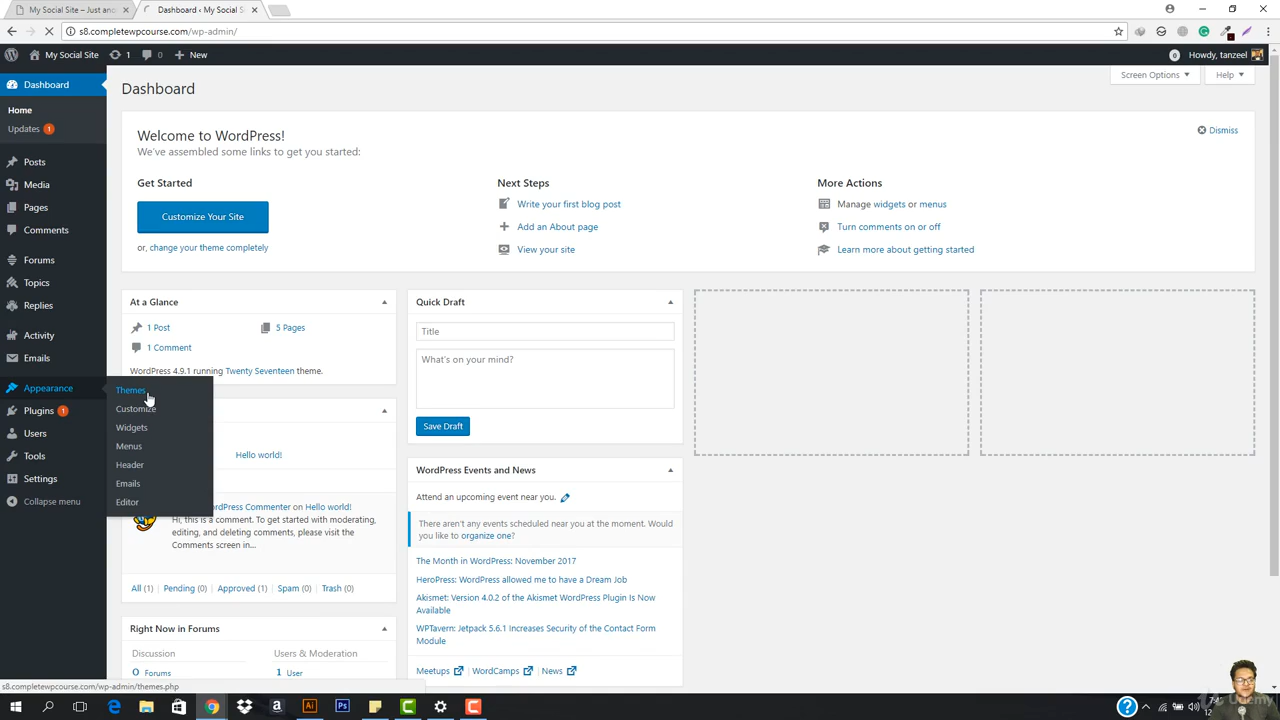 My Social Site – Just ano
Dashboard ‹ My Social S
s8.completewpcourse.com/wp-admin/
My Social Site
1
0
New
0
Howdy, tanzeel
Dashboard
Home
Updates 1
Posts
Media
Pages
Comments
Forums
Topics
Replies
Activity
Emails
Appearance
Plugins 1
Users
Tools
Settings
Collapse menu
Themes
Customize
Widgets
Menus
Header
Emails
Editor
Dashboard
Screen Options
Help
Welcome to WordPress!
We've assembled some links to get you started:
Dismiss
Get Started
Customize Your Site
or, change your theme completely
Next Steps
Write your first blog post
Add an About page
View your site
More Actions
Manage widgets or menus
Turn comments on or off
Learn more about getting started
At a Glance
1 Post
5 Pages
1 Comment
WordPress 4.9.1 running Twenty Seventeen theme.
Hello world!
WordPress Commenter on Hello world!
Hi, this is a comment. To get started with moderating,
editing, and deleting comments, please visit the
Comments screen in...
All (1)
Pending (0)
Approved (1)
Spam (0)
Trash (0)
Right Now in Forums
Discussion
Users & Moderation
0 Forums
1 User
Quick Draft
Title
What's on your mind?
Save Draft
WordPress Events and News
Attend an upcoming event near you.
There aren't any events scheduled near you at the moment. Would
you like to organize one?
The Month in WordPress: November 2017
HeroPress: WordPress allowed me to have a Dream Job
Akismet: Version 4.0.2 of the Akismet WordPress Plugin Is Now
Available
WPTavern: Jetpack 5.6.1 Increases Security of the Contact Form
Module
Meetups
WordCamps
News
s8.completewpcourse.com/wp-admin/themes.php
Udemy